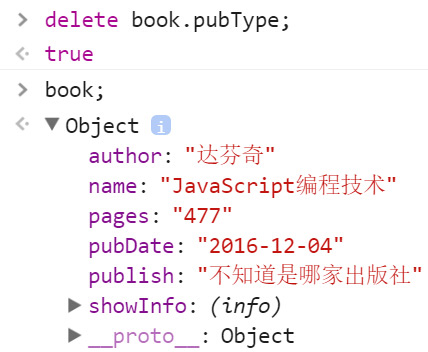 > delete book.pubType;
<· true
> book;
<· ▼ Object i
author: "达芬奇"
name: "JavaScript编程技术"
pages: "477"
pubDate: "2016-12-04"
publish: "不知道是哪家出版社"
▶ showInfo: (info)
▶ __proto__: Object